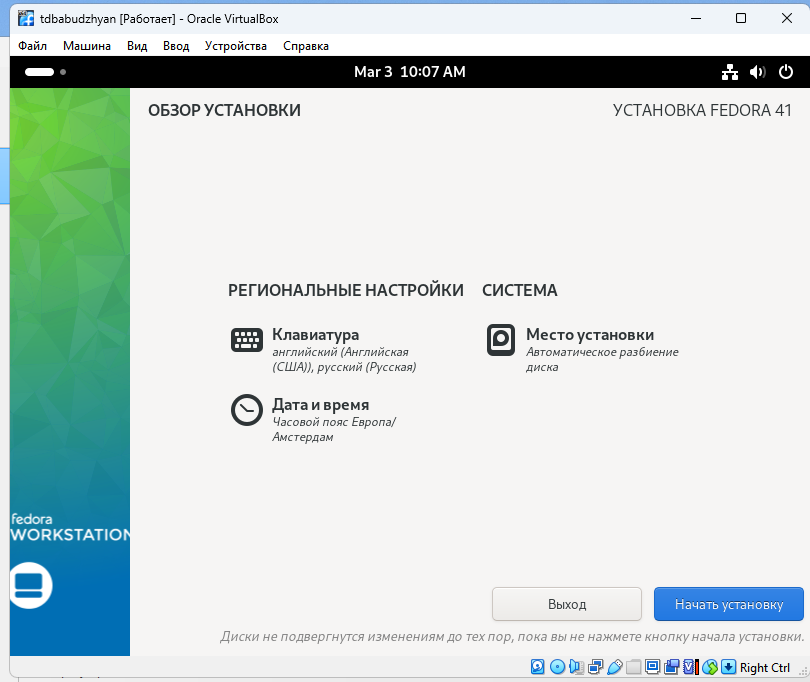 tdbabudzhyan [Работает] - Oracle VirtualBox
Файл Машина Вид Ввод Устройства Справка
Mar 3 10:07 AM
ОБЗОР УСТАНОВКИ
УСТАНОВКА FEDORA 41
РЕГИОНАЛЬНЫЕ НАСТРОЙКИ
Клавиатура
английский (Английская
(США)), русский (Русская)
Дата и время
Часовой пояс Европа/
Амстердам
СИСТЕМА
Место установки
Автоматическое разбиение
диска
fedora
WORKSTATION
Выход
Начать установку
Диски не подвергнутся изменениям до тех пор, пока вы не нажмете кнопку начала установки.
Right Ctrl